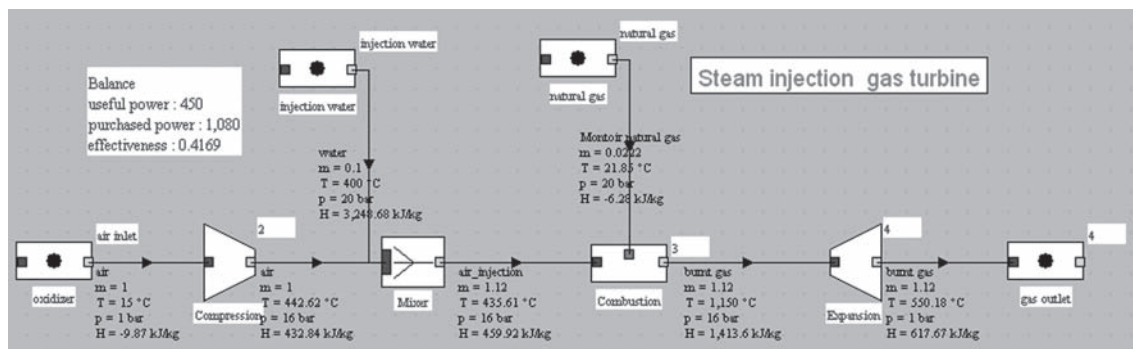 injection water
natural gas
Steam injection gas turbine
Balance
useful power : 450
purchased power : 1,080
effectiveness : 0.4169
injection water
natural gas
water
m = 0.1
T = 400 °C
p = 20 bar
H = 3,248.68 kJ/kg
Montoir natural gas
m = 0.0222
T = 21.85 °C
p = 20 bar
H = -6.28 kJ/kg
air inlet
2
3
4
4
oxidizer
air
m = 1
T = 15 °C
p = 1 bar
H = -9.87 kJ/kg
Compression
air
m = 1
T = 442.62 °C
p = 16 bar
H = 432.84 kJ/kg
Mixer
air_injection
m = 1.12
T = 435.61 °C
p = 16 bar
H = 459.92 kJ/kg
Combustion
burnt gas
m = 1.12
T = 1,150 °C
p = 16 bar
H = 1,413.6 kJ/kg
Expansion
burnt gas
m = 1.12
T = 550.18 °C
p = 1 bar
H = 617.67 kJ/kg
gas outlet